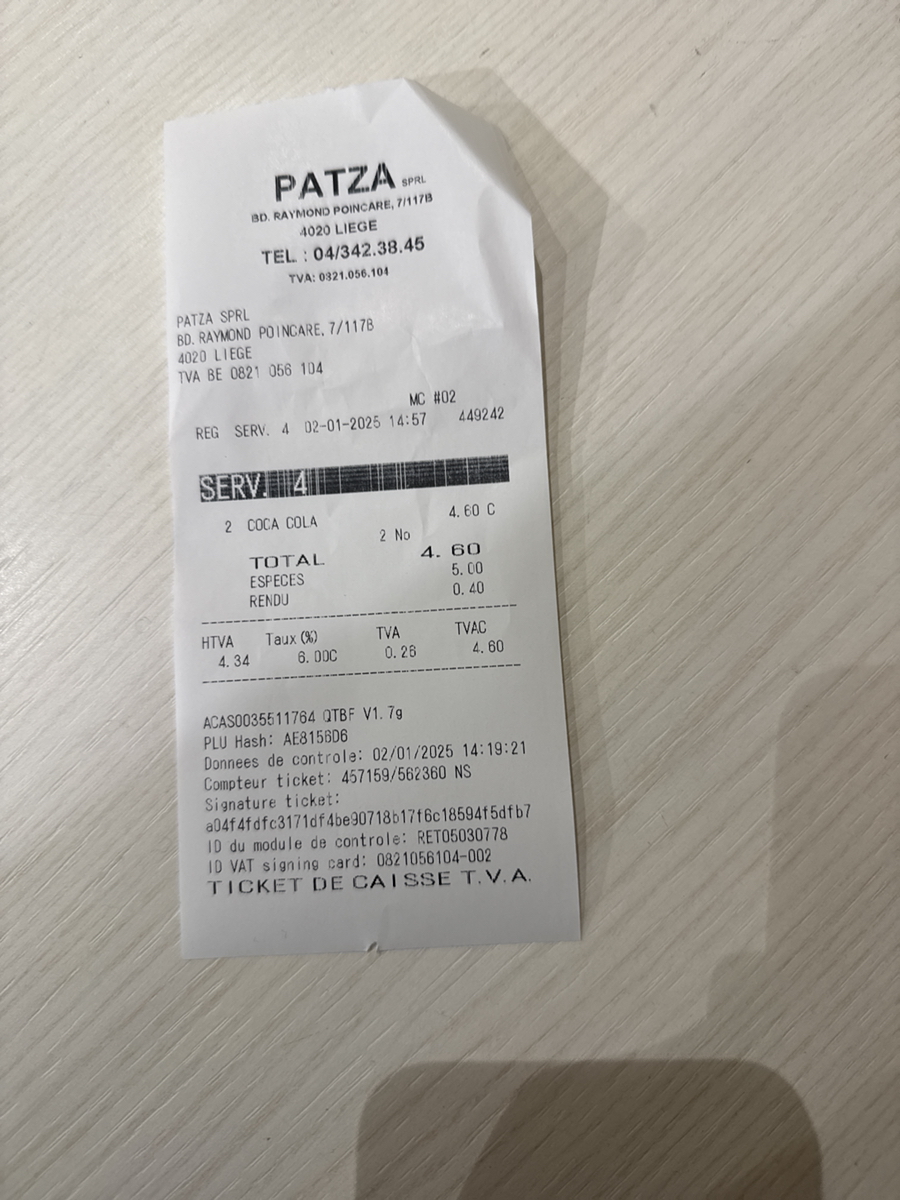 PATZA SPRL
BD. RAYMOND POINCARE, 7/117B
4020 LIEGE
TEL : 04/342.38.45
TVA: 0821.056.104
PATZA SPRL
BD. RAYMOND POINCARE, 7/117B
4020 LIEGE
TVA BE 0821 056 104
MC #02
REG SERV. 4 02-01-2025 14:57 449242
SERV. 4
2 COCA COLA 4.60 C
2 No
TOTAL 4.60
ESPECES 5.00
RENDU 0.40
HTVA Taux(%) TVA TVAC
4.34 6.00C 0.26 4.60
ACAS0035511764 QTBF V1.7g
PLU Hash: AE8156D6
Donnees de controle: 02/01/2025 14:19:21
Compteur ticket: 457159/562360 NS
Signature ticket:
a04f4fdfc3171df4be90718b17f6c18594f5dfb7
ID du module de controle: RET05030778
ID VAT signing card: 0821056104-002
TICKET DE CAISSE T.V.A.